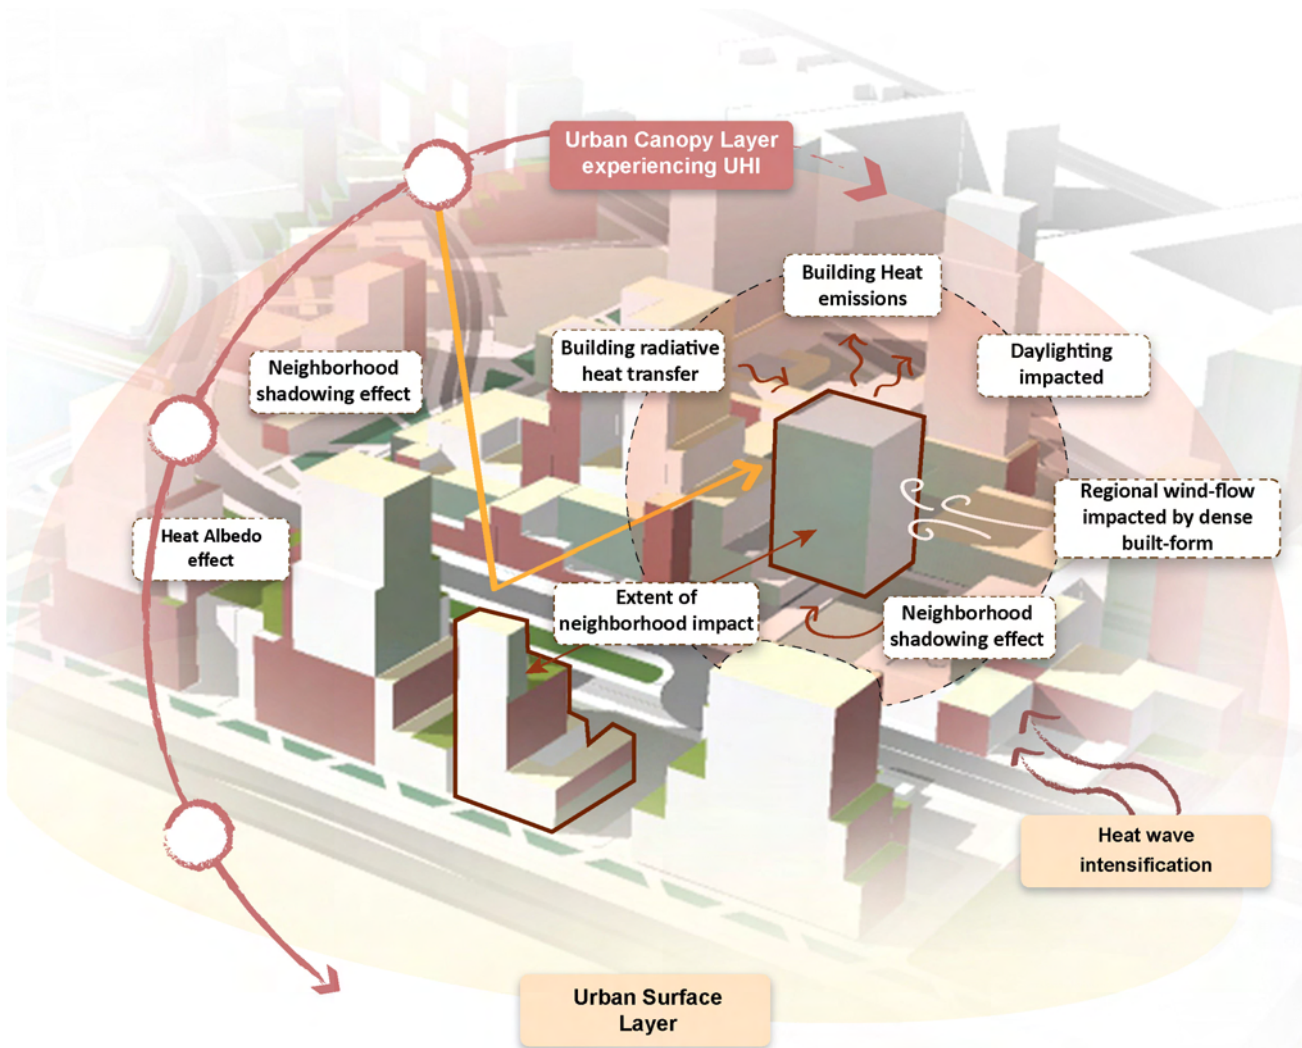 Urban Canopy Layer
experiencing UHI
Building Heat
emissions
Building radiative
heat transfer
Daylighting
impacted
Neighborhood
shadowing effect
Regional wind-flow
impacted by dense
built-form
Heat Albedo
effect
Extent of
neighborhood impact
Neighborhood
shadowing effect
Heat wave
intensification
Urban Surface
Layer